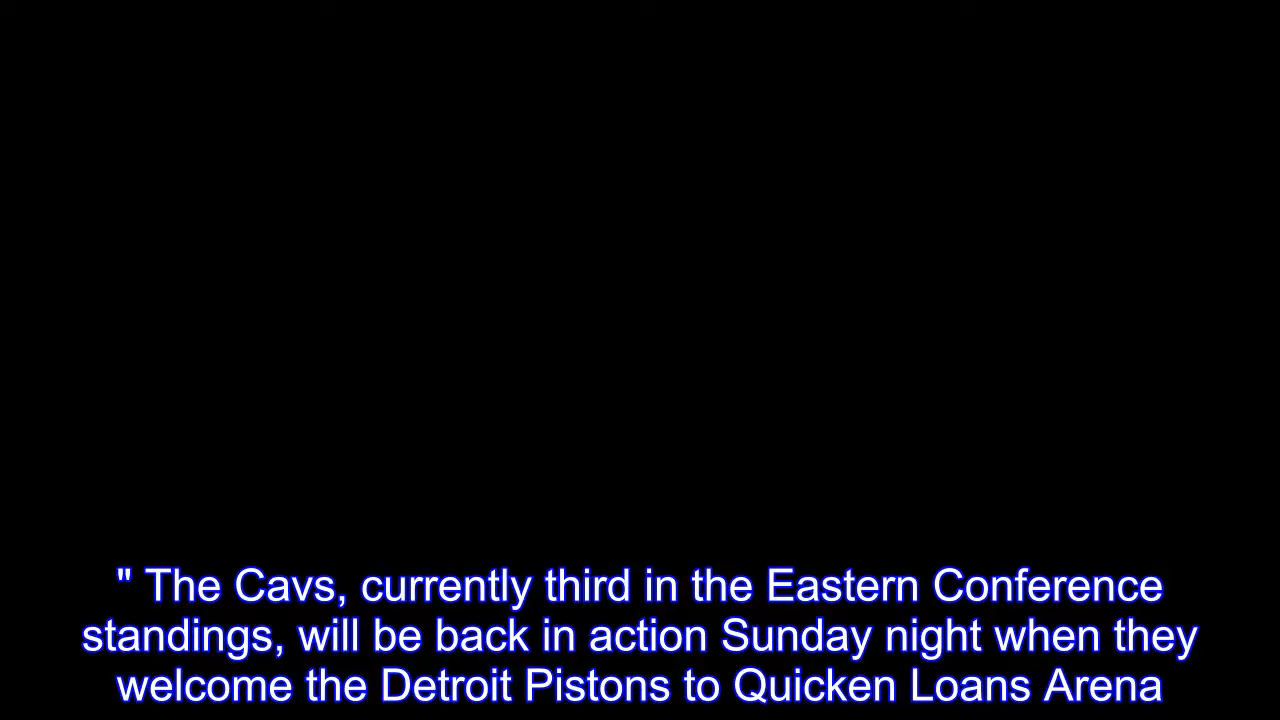 " The Cavs, currently third in the Eastern Conference
standings, will be back in action Sunday night when they
welcome the Detroit Pistons to Quicken Loans Arena